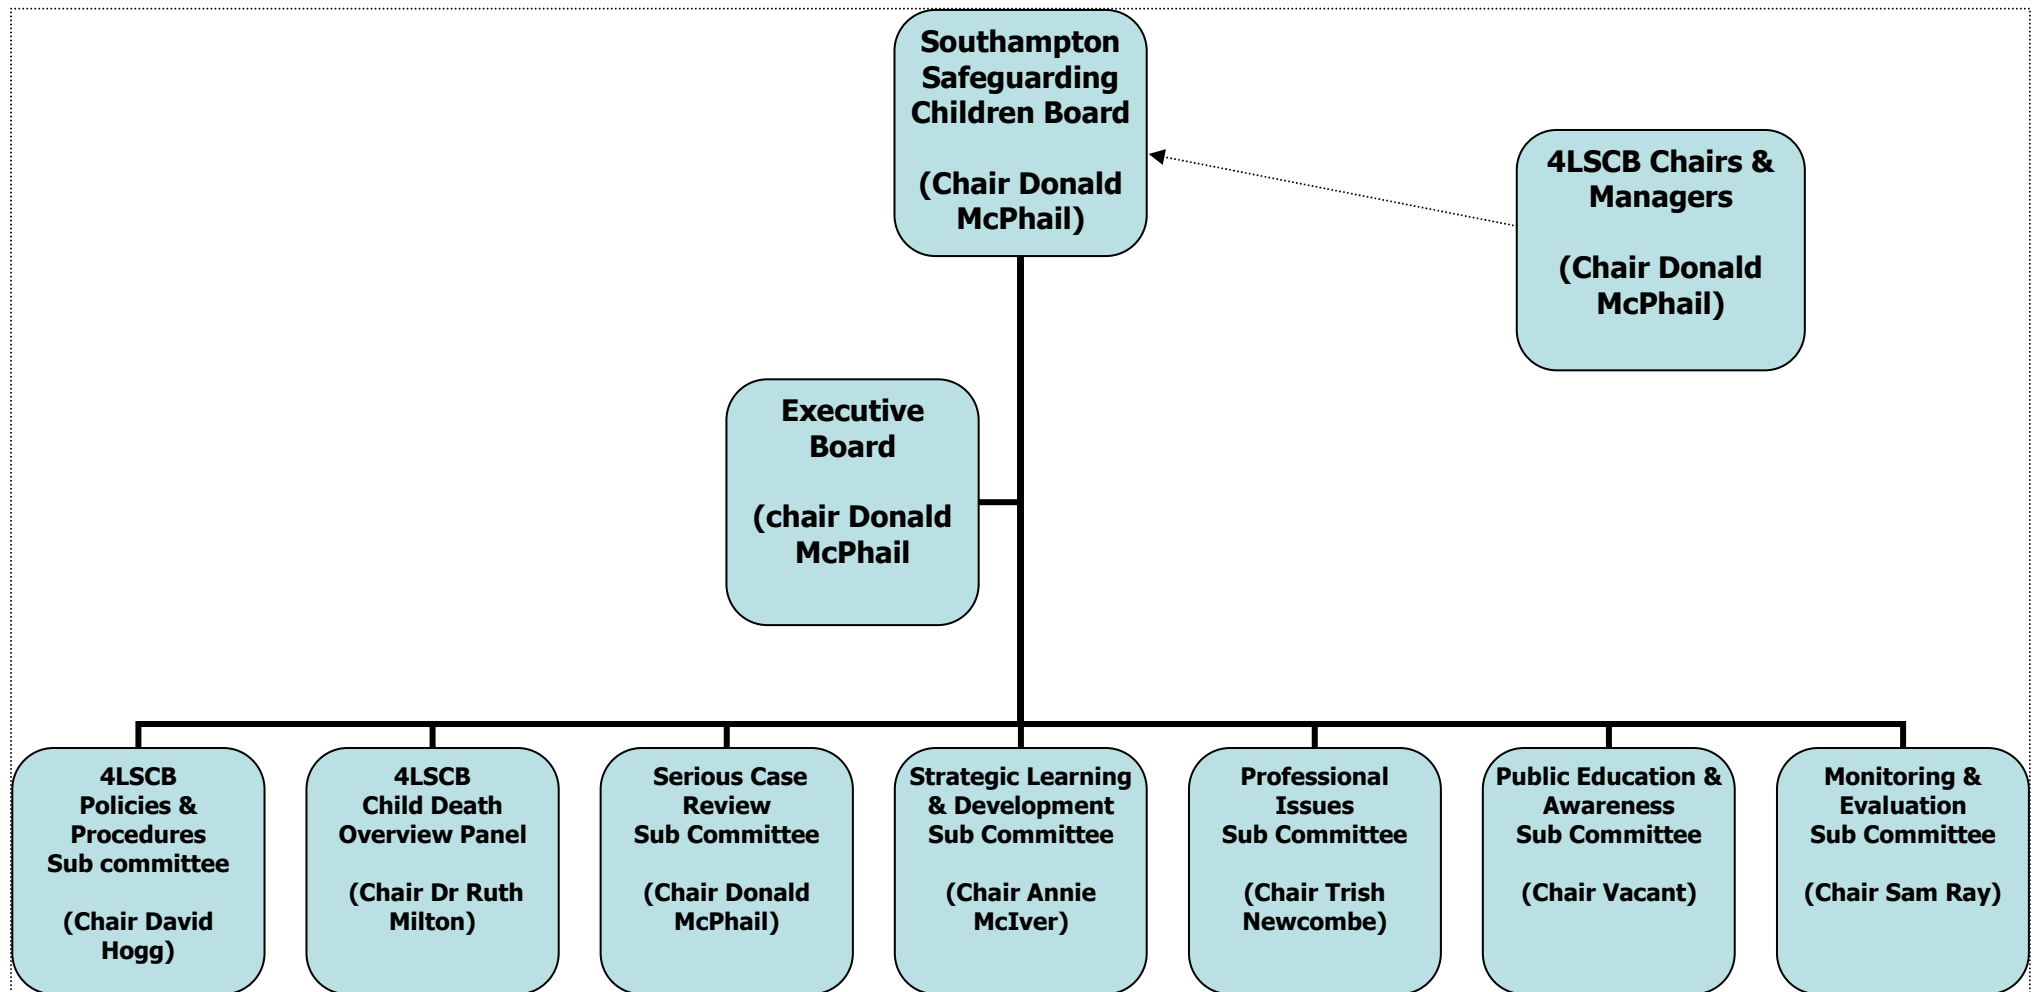 Southampton
Safeguarding
Children Board
(Chair Donald
McPhail)
4LSCB Chairs &
Managers
(Chair Donald
McPhail)
Executive
Board
(chair Donald
McPhail
4LSCB
Policies &
Procedures
Sub committee
(Chair David
Hogg)
4LSCB
Child Death
Overview Panel
(Chair Dr Ruth
Milton)
Serious Case
Review
Sub Committee
(Chair Donald
McPhail)
Strategic Learning
& Development
Sub Committee
(Chair Annie
McIver)
Professional
Issues
Sub Committee
(Chair Trish
Newcombe)
Public Education &
Awareness
Sub Committee
(Chair Vacant)
Monitoring &
Evaluation
Sub Committee
(Chair Sam Ray)